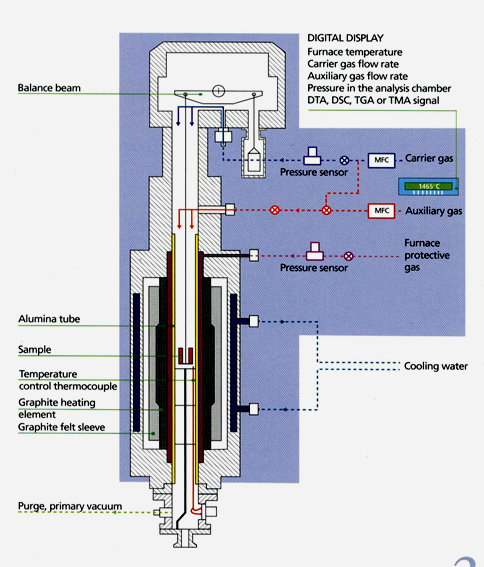 DIGITAL DISPLAY
Furnace temperature
Carrier gas flow rate
Auxiliary gas flow rate
Pressure in the analysis chamber
DTA, DSC, TGA or TMA signal
Balance beam
Pressure sensor
MFC
Carrier gas
1465°C
MFC
Auxiliary gas
Pressure sensor
Furnace
protective
gas
Alumina tube
Sample
Temperature
control thermocouple
Graphite heating
element
Graphite felt sleeve
Cooling water
Purge, primary vacuum